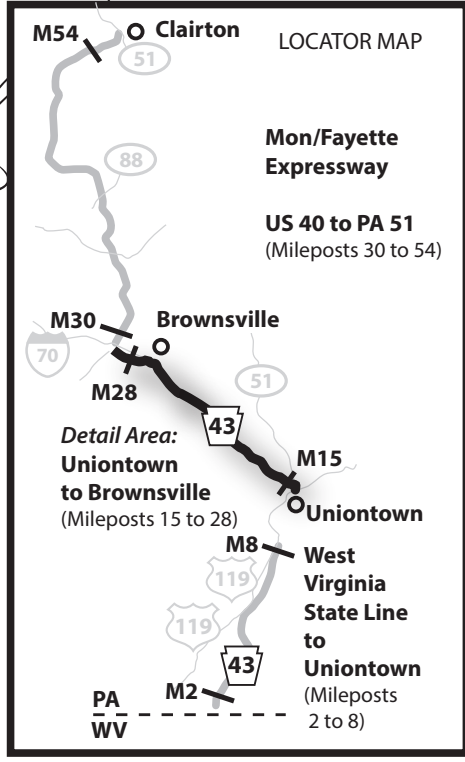 M54
Clairton
LOCATOR MAP
51
88
Mon/Fayette
Expressway
US 40 to PA 51
(Mileposts 30 to 54)
M30
Brownsville
70
M28
51
43
Detail Area:
Uniontown
to Brownsville
(Mileposts 15 to 28)
M15
Uniontown
M8
West
Virginia
State Line
to
Uniontown
(Mileposts
2 to 8)
119
119
43
M2
PA
WV